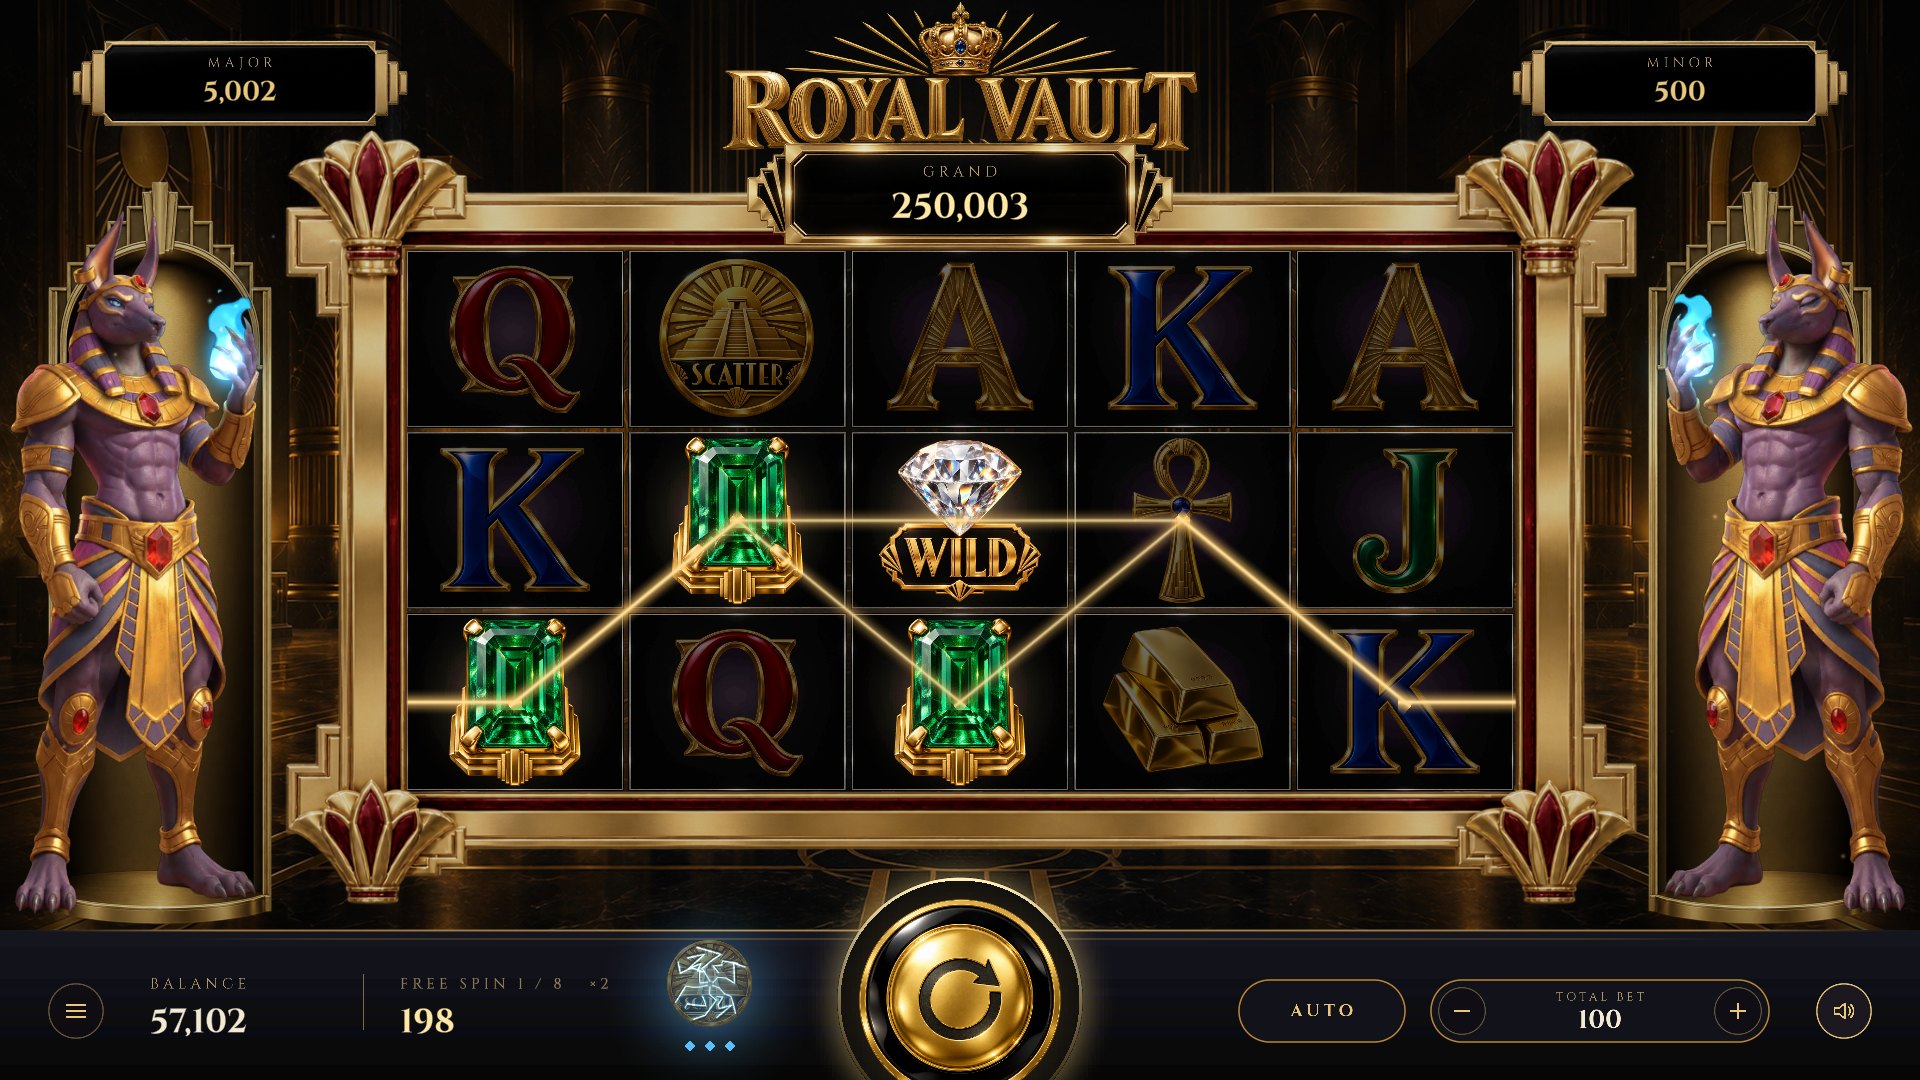 MAJOR
5,002
ROYAL VAULT
MINOR
500
GRAND
250,003
Q
SCATTER
A
K
A
K
WILD
J
Q
K
BALANCE
57,102
FREE SPIN 1 / 8 ×2
198
AUTO
TOTAL BET
100